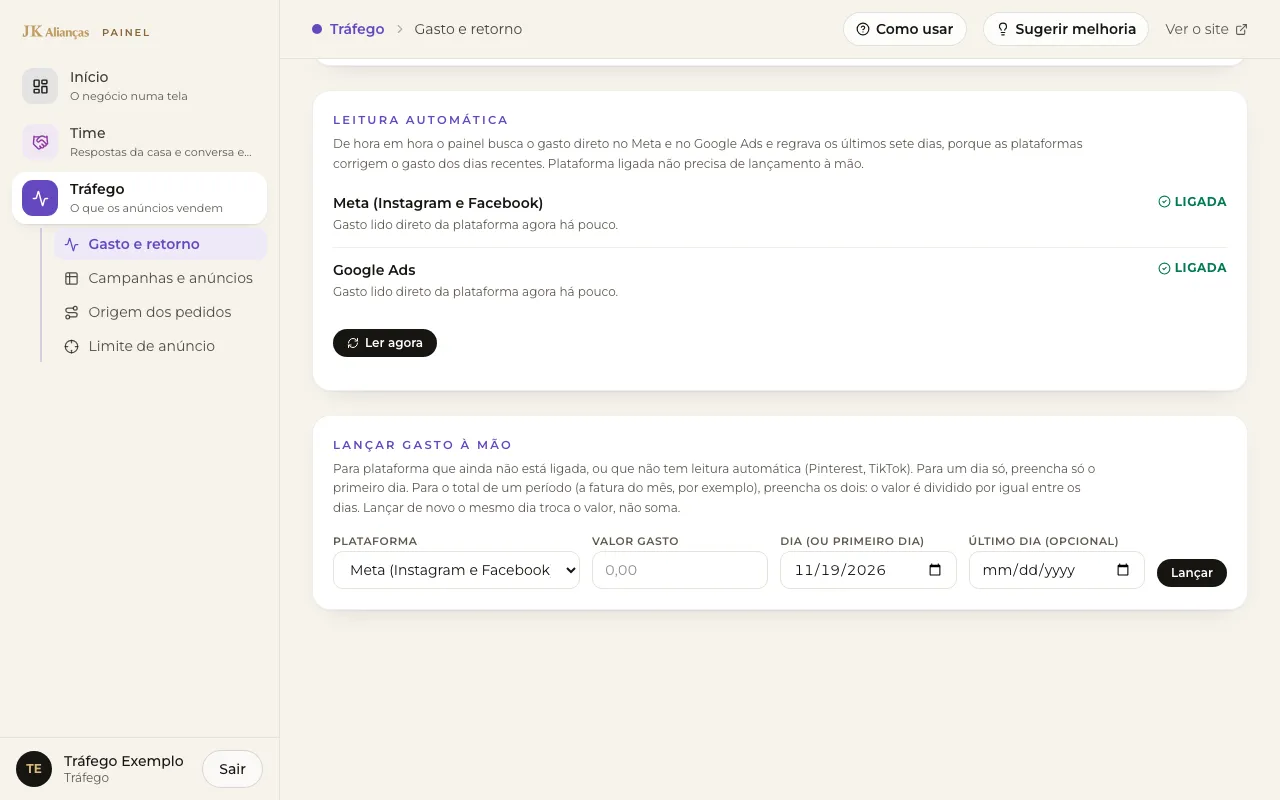 JK Alianças PAINEL
Início
O negócio numa tela
Time
Respostas da casa e conversa e...
Tráfego
O que os anúncios vendem
Gasto e retorno
Campanhas e anúncios
Origem dos pedidos
Limite de anúncio
TE
Tráfego Exemplo
Tráfego
Sair
Tráfego > Gasto e retorno
Como usar
Sugerir melhoria
Ver o site
LEITURA AUTOMÁTICA
De hora em hora o painel busca o gasto direto no Meta e no Google Ads e regrava os últimos sete dias, porque as plataformas
corrigem o gasto dos dias recentes. Plataforma ligada não precisa de lançamento à mão.
Meta (Instagram e Facebook)
LIGADA
Gasto lido direto da plataforma agora há pouco.
Google Ads
LIGADA
Gasto lido direto da plataforma agora há pouco.
Ler agora
LANÇAR GASTO À MÃO
Para plataforma que ainda não está ligada, ou que não tem leitura automática (Pinterest, TikTok). Para um dia só, preencha só o
primeiro dia. Para o total de um período (a fatura do mês, por exemplo), preencha os dois: o valor é dividido por igual entre os
dias. Lançar de novo o mesmo dia troca o valor, não soma.
PLATAFORMA
Meta (Instagram e Facebook
VALOR GASTO
0,00
DIA (OU PRIMEIRO DIA)
11/19/2026
ÚLTIMO DIA (OPCIONAL)
mm/dd/yyyy
Lançar